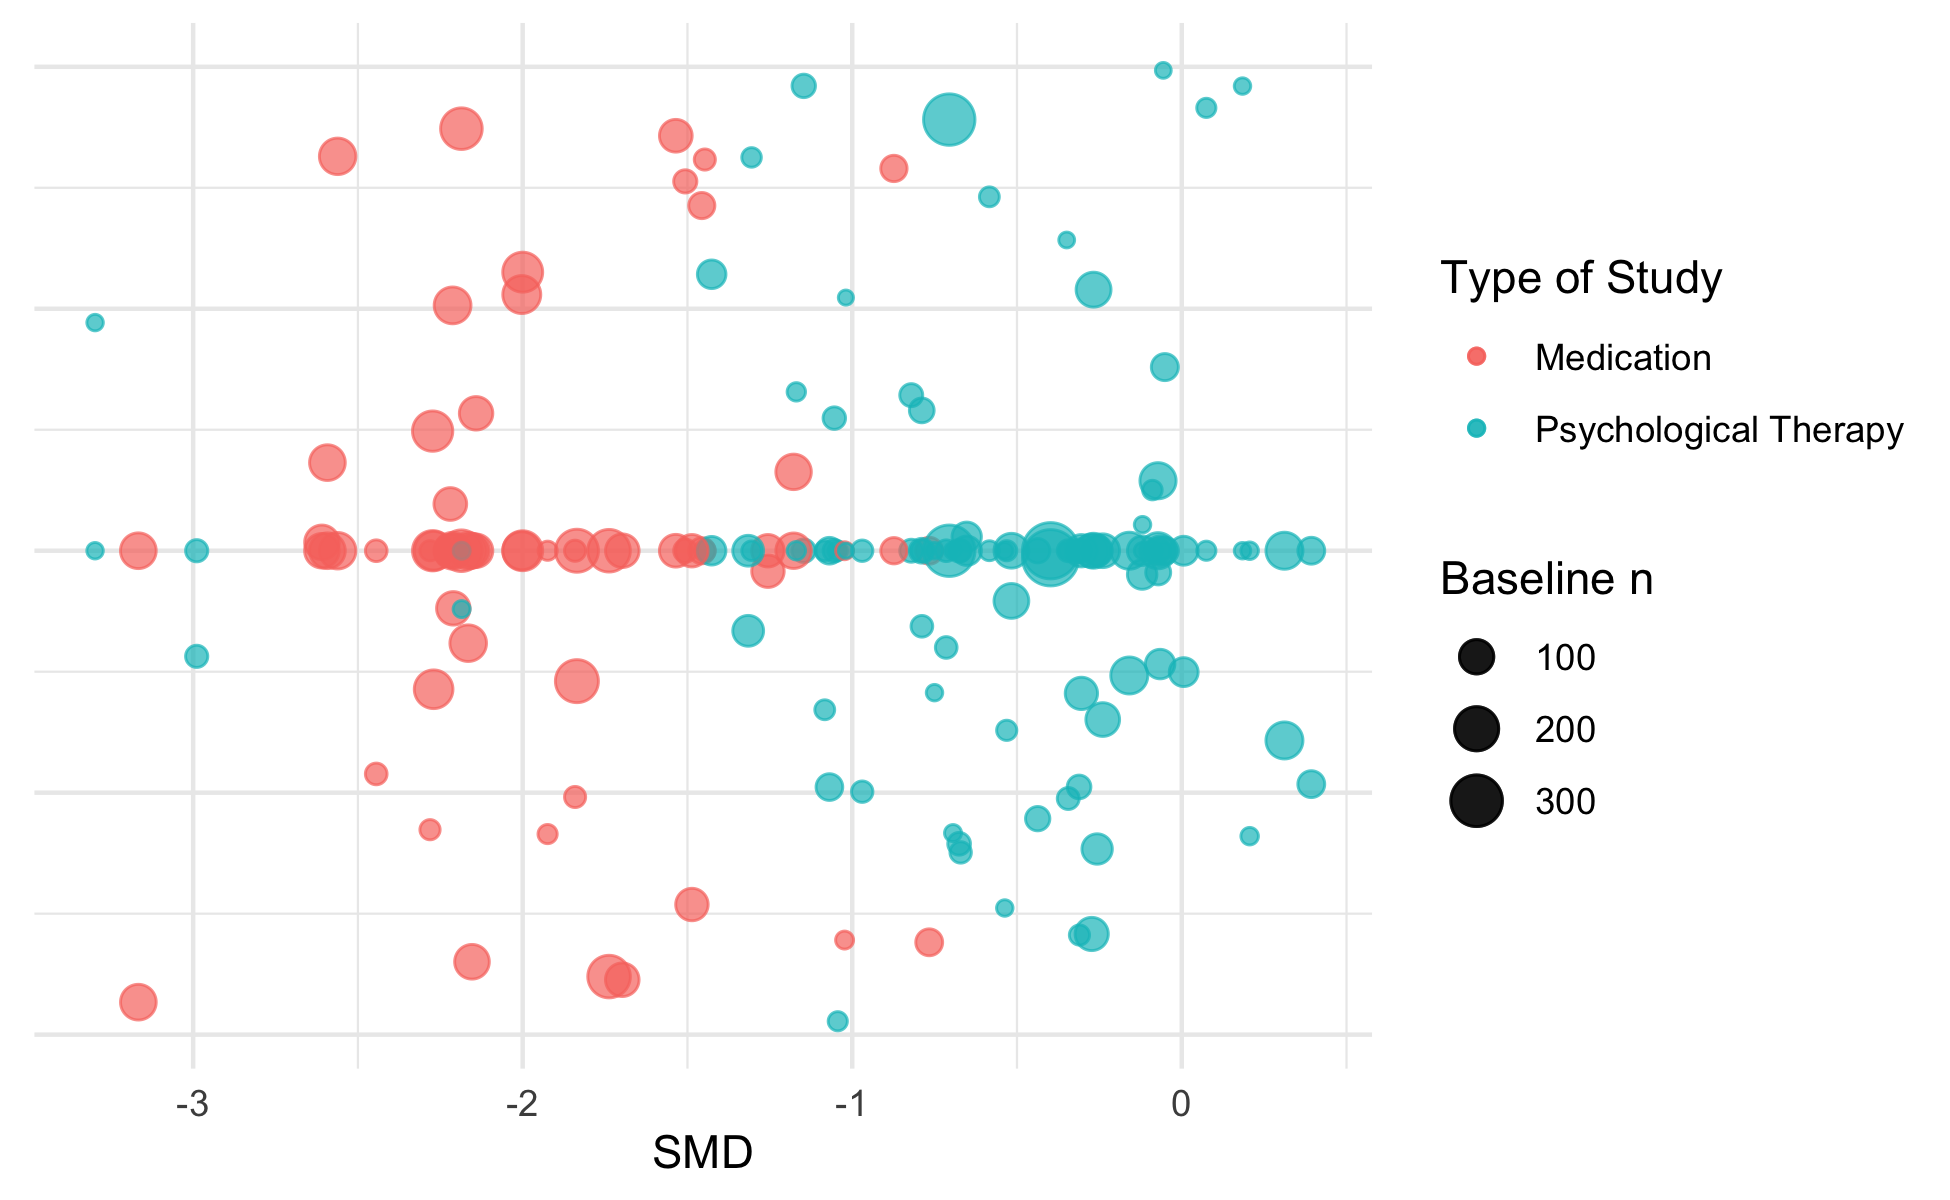 Type of Study
Medication
Psychological Therapy
Baseline n
100
200
300
-3 -2 -1 0
SMD